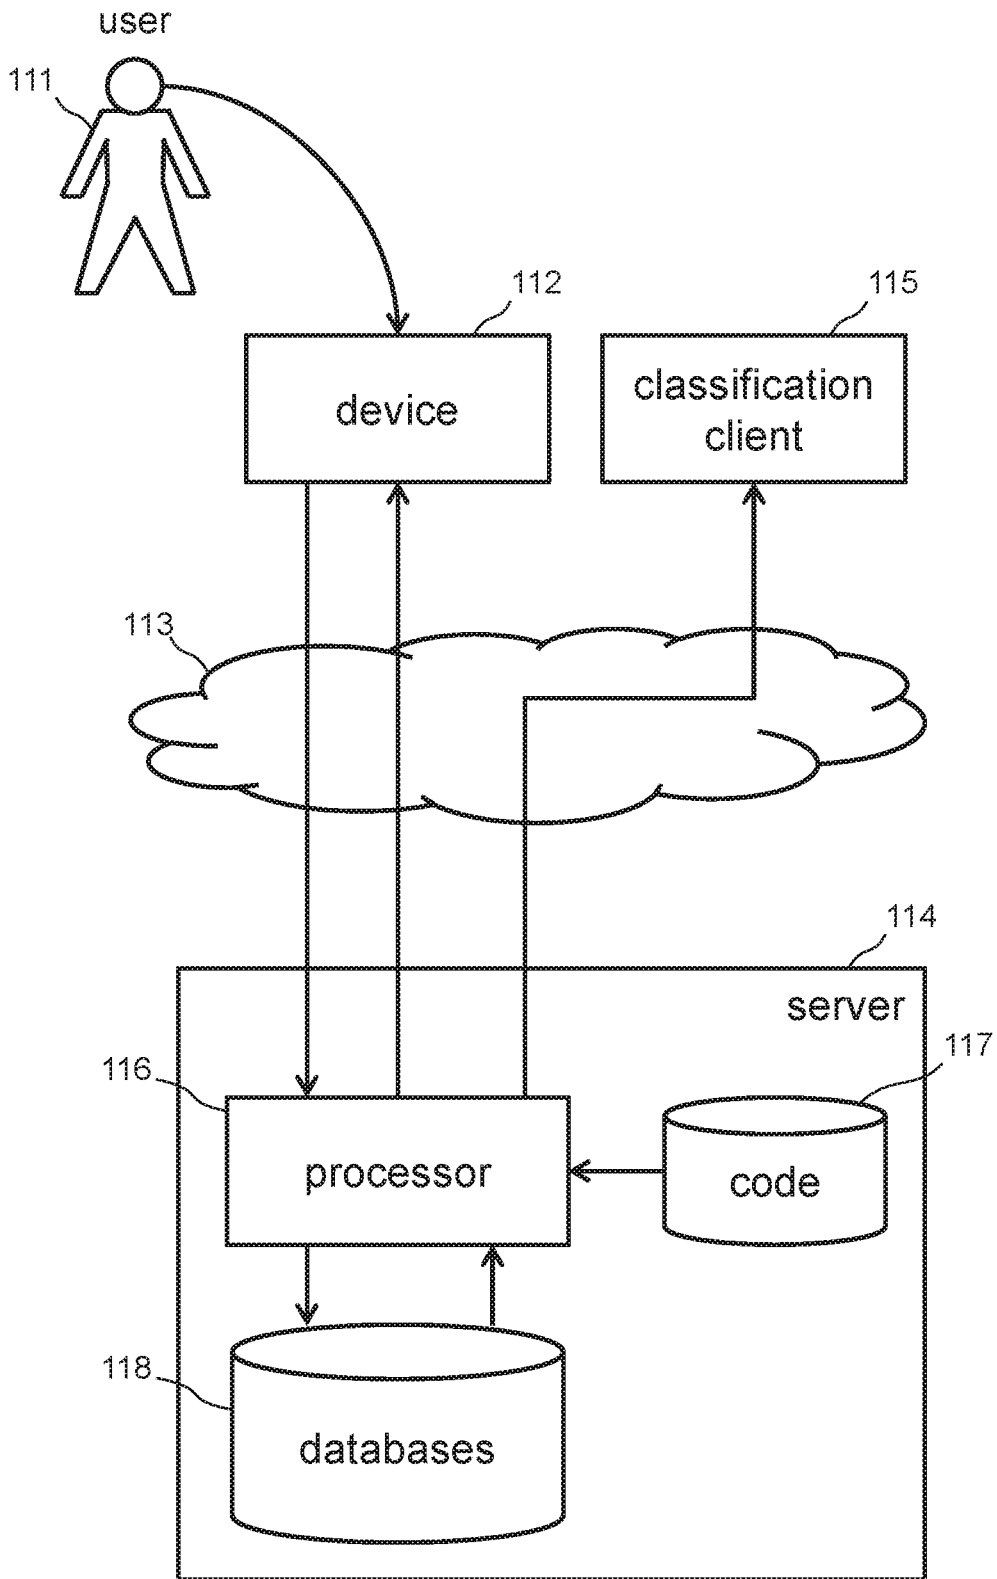 user
111
112
115
device
classification
client
113
114
server
117
116
processor
code
118
databases